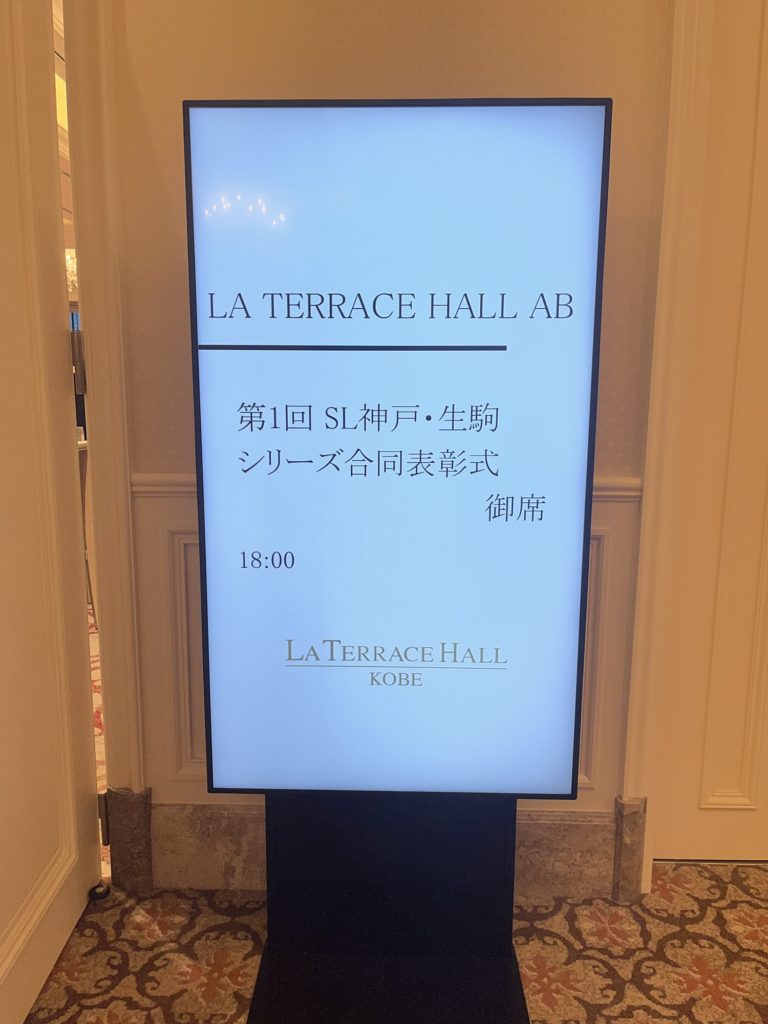 LA TERRACE HALL AB
第1回 SL神戸・生駒
シリーズ合同表彰式
御席
18:00
LA TERRACE HALL
KOBE